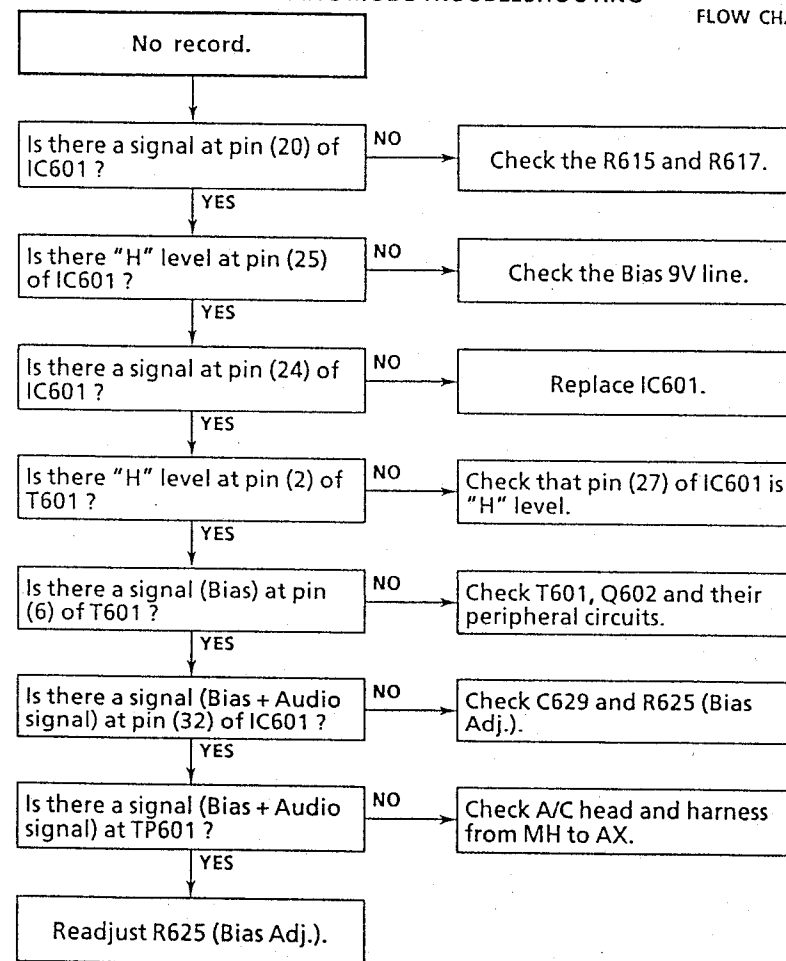 TROUBLESHOOTING
FLOW
No record.
Is there a signal at pin (20) of
IC601 ?
NO
Check the R615 and R617.
YES
Is there "H" level at pin (25)
of IC601 ?
NO
Check the Bias 9V line.
YES
Is there a signal at pin (24) of
IC601 ?
NO
Replace IC601.
YES
Is there "H" level at pin (2) of
T601 ?
NO
Check that pin (27) of IC601 is
"H" level.
YES
Is there a signal (Bias) at pin
(6) of T601 ?
NO
Check T601, Q602 and their
peripheral circuits.
YES
Is there a signal (Bias + Audio
signal) at pin (32) of IC601 ?
NO
Check C629 and R625 (Bias
Adj.).
YES
Is there a signal (Bias + Audio
signal) at TP601 ?
NO
Check A/C head and harness
from MH to AX.
YES
Readjust R625 (Bias Adj.).